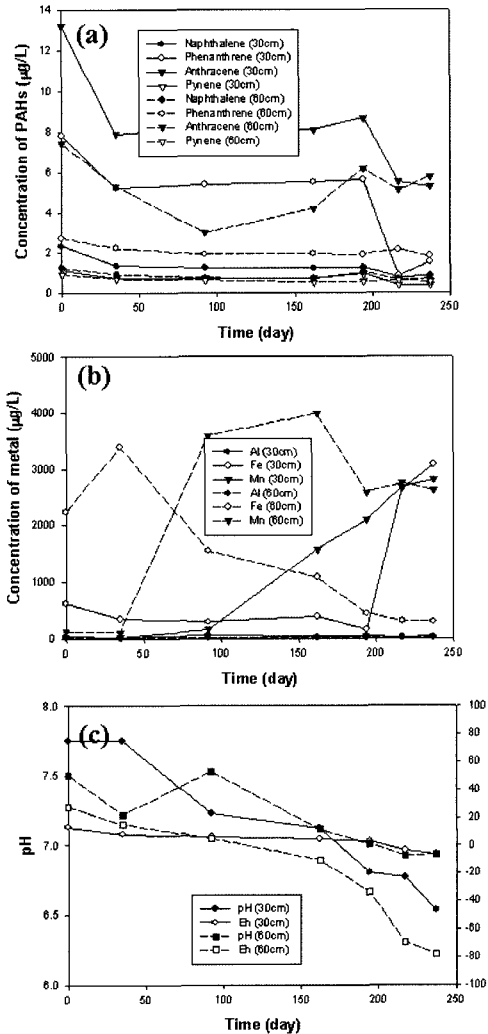 (a)
Concentration of PAHs (µg/L)
14
12
10
8
6
4
2
0
Naphthalene (30cm)
Phenanthrene (30cm)
Anthracene (30cm)
Pynene (30cm)
Naphthalene (60cm)
Phenanthrene (60cm)
Anthracene (60cm)
Pynene (60cm)
0 50 100 150 200 250
Time (day)
(b)
Concentration of metal (µg/L)
5000
4000
3000
2000
1000
0
Al (30cm)
Fe (30cm)
Mn (30cm)
Al (60cm)
Fe (60cm)
Mn (60cm)
0 50 100 150 200 250
Time (day)
(c)
pH
8.0
7.5
7.0
6.5
6.0
100
80
60
40
20
0
-20
-40
-60
-80
-100
pH (30cm)
Eh (30cm)
pH (60cm)
Eh (60cm)
0 50 100 150 200 250
Time (day)